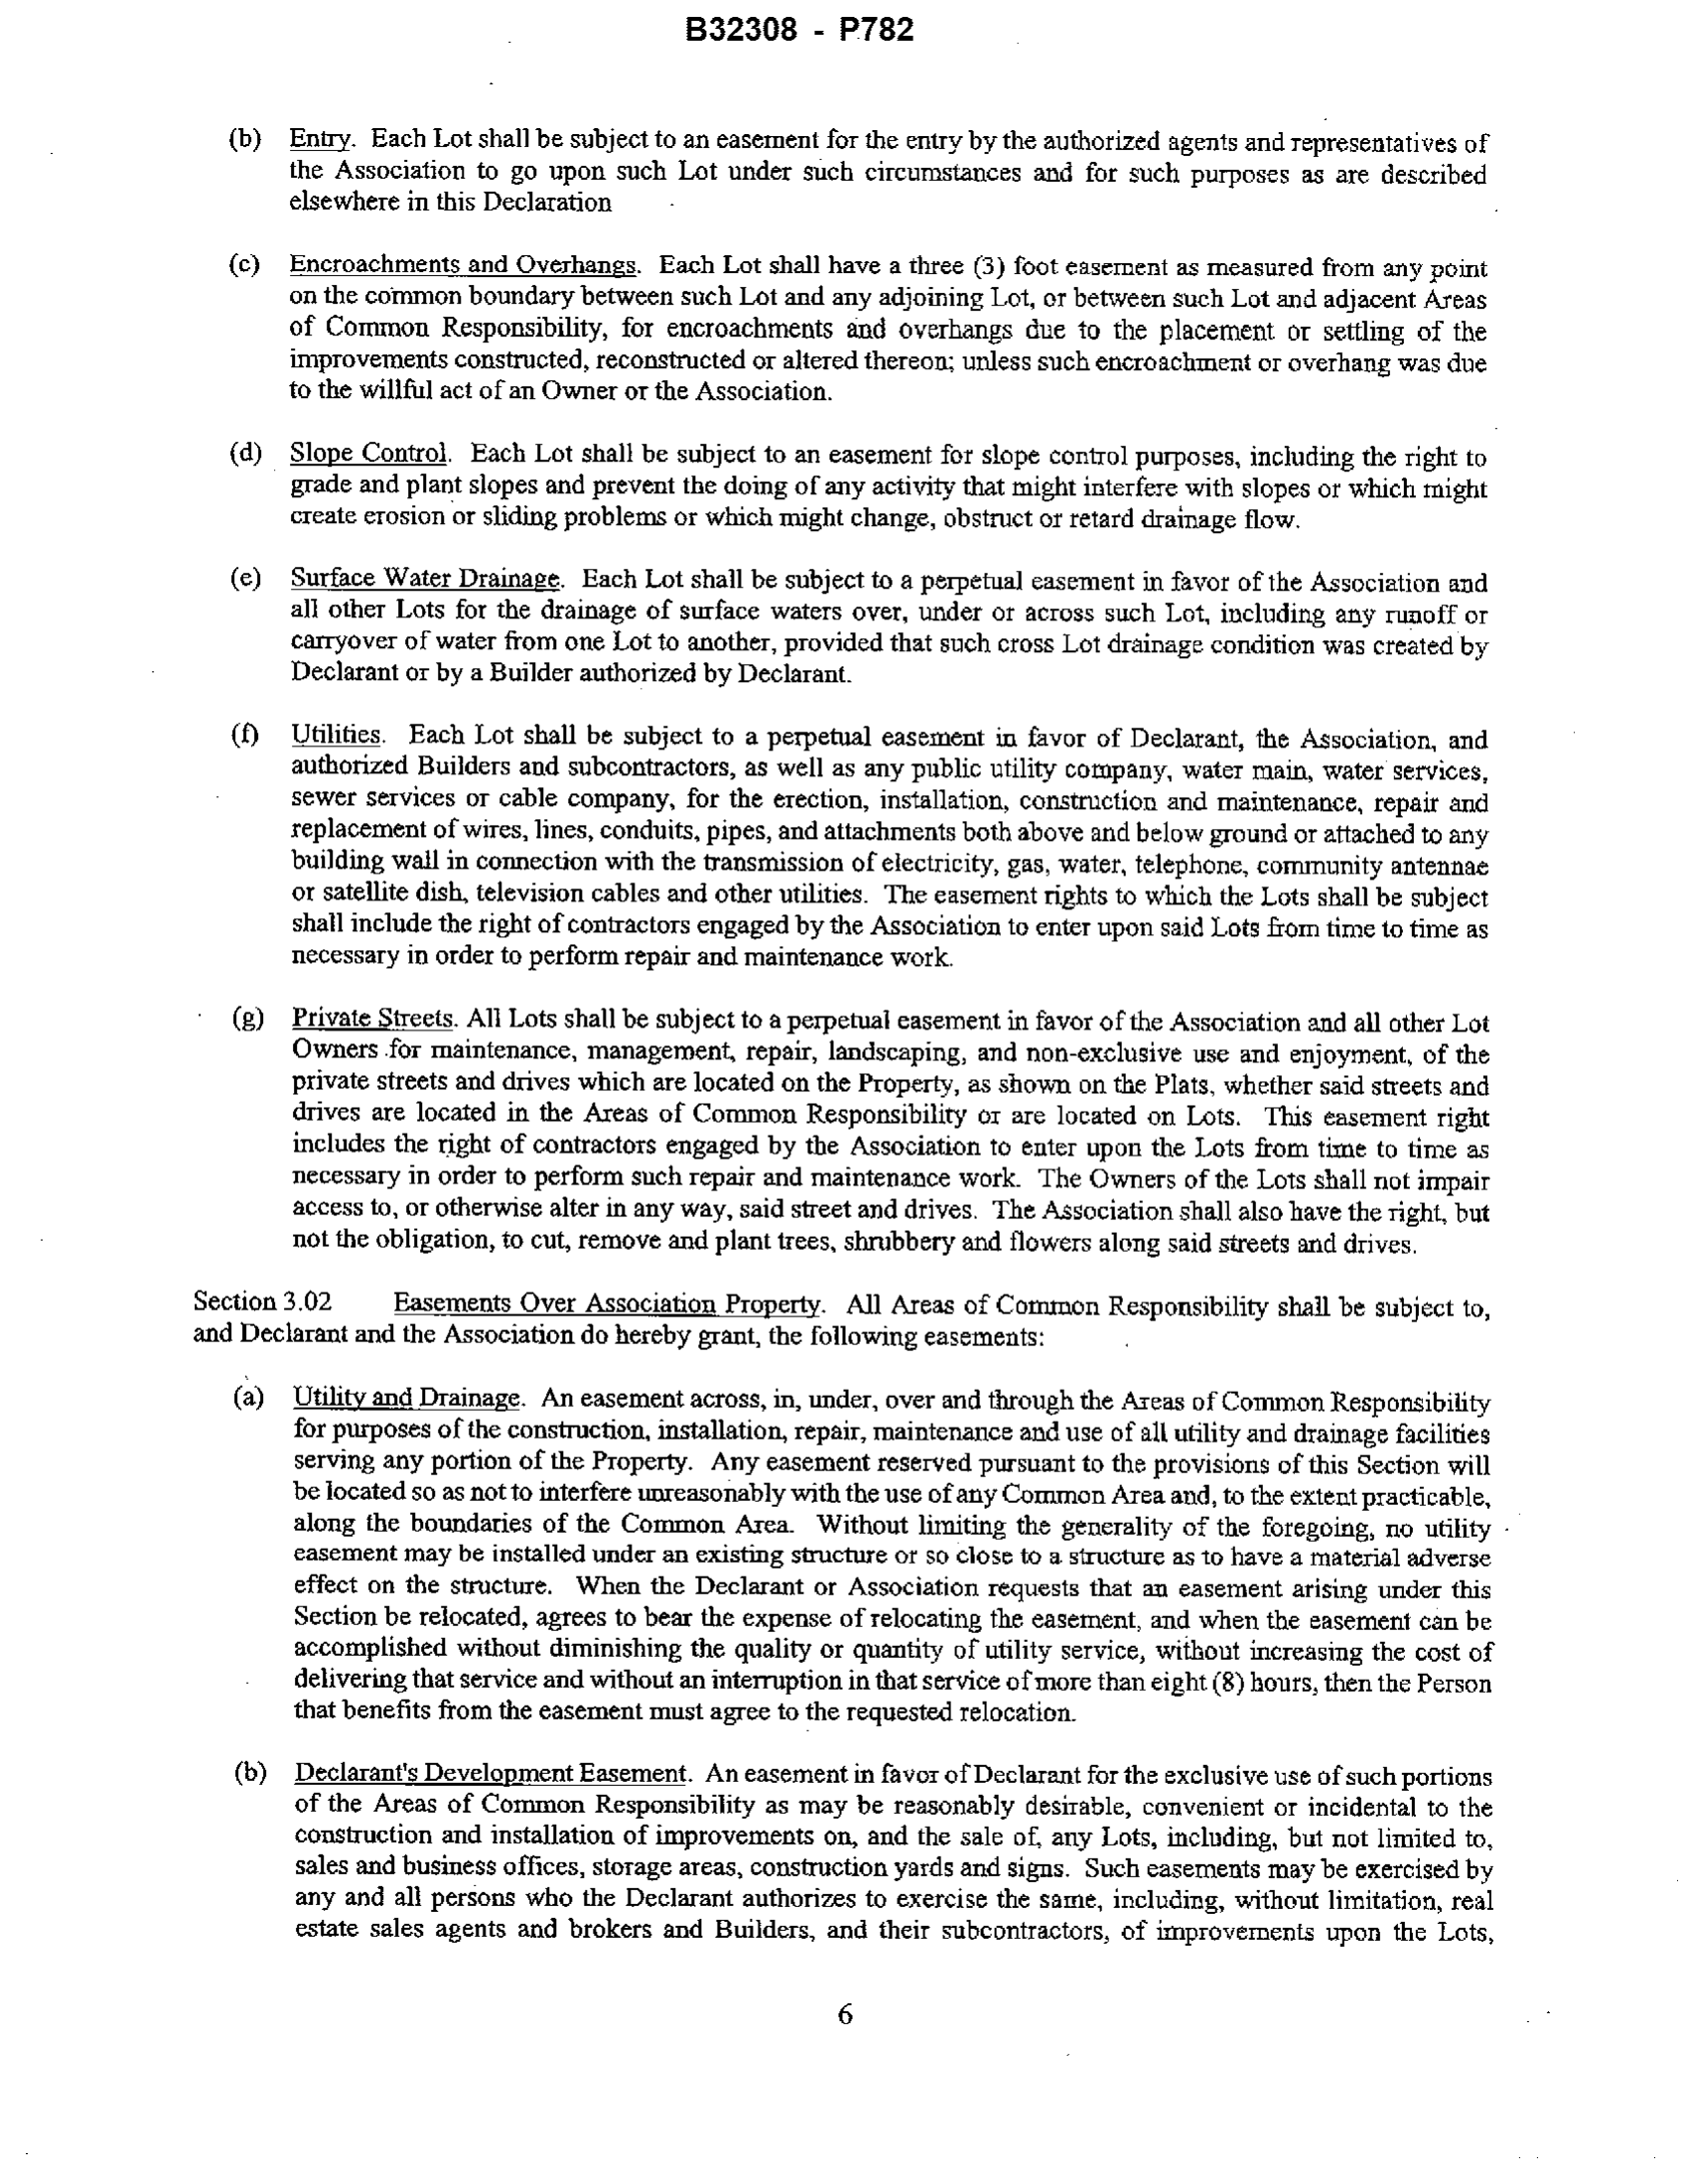 B32308 - P782
(b) Entry. Each Lot shall be subject to an easement for the entry by the authorized agents and representatives of
the Association to go upon such Lot under such circumstances and for such purposes as are described
elsewhere in this Declaration
(c) Encroachments and Overhangs. Each Lot shall have a three (3) foot easement as measured from any point
on the common boundary between such Lot and any adjoining Lot, or between such Lot and adjacent Areas
of Common Responsibility, for encroachments and overhangs due to the placement or settling of the
improvements constructed, reconstructed or altered thereon; unless such encroachment or overhang was due
to the willful act of an Owner or the Association.
(d) Slope Control. Each Lot shall be subject to an easement for slope control purposes, including the right to
grade and plant slopes and prevent the doing of any activity that might interfere with slopes or which might
create erosion or sliding problems or which might change, obstruct or retard drainage flow.
(e) Surface Water Drainage. Each Lot shall be subject to a perpetual easement in favor of the Association and
all other Lots for the drainage of surface waters over, under or across such Lot, including any runoff or
carryover of water from one Lot to another, provided that such cross Lot drainage condition was created by
Declarant or by a Builder authorized by Declarant.
(f) Utilities. Each Lot shall be subject to a perpetual easement in favor of Declarant, the Association, and
authorized Builders and subcontractors, as well as any public utility company, water main, water services,
sewer services or cable company, for the erection, installation, construction and maintenance, repair and
replacement of wires, lines, conduits, pipes, and attachments both above and below ground or attached to any
building wall in connection with the transmission of electricity, gas, water, telephone, community antennae
or satellite dish, television cables and other utilities. The easement rights to which the Lots shall be subject
shall include the right of contractors engaged by the Association to enter upon said Lots from time to time as
necessary in order to perform repair and maintenance work.
(g) Private Streets. All Lots shall be subject to a perpetual easement in favor of the Association and all other Lot
Owners for maintenance, management, repair, landscaping, and non-exclusive use and enjoyment, of the
private streets and drives which are located on the Property, as shown on the Plats, whether said streets and
drives are located in the Areas of Common Responsibility or are located on Lots. This easement right
includes the right of contractors engaged by the Association to enter upon the Lots from time to time as
necessary in order to perform such repair and maintenance work. The Owners of the Lots shall not impair
access to, or otherwise alter in any way, said street and drives. The Association shall also have the right, but
not the obligation, to cut, remove and plant trees, shrubbery and flowers along said streets and drives.
Section 3.02 Easements Over Association Property. All Areas of Common Responsibility shall be subject to,
and Declarant and the Association do hereby grant, the following easements:
(a) Utility and Drainage. An easement across, in, under, over and through the Areas of Common Responsibility
for purposes of the construction, installation, repair, maintenance and use of all utility and drainage facilities
serving any portion of the Property. Any easement reserved pursuant to the provisions of this Section will
be located so as not to interfere unreasonably with the use of any Common Area and, to the extent practicable,
along the boundaries of the Common Area. Without limiting the generality of the foregoing, no utility
easement may be installed under an existing structure or so close to a structure as to have a material adverse
effect on the structure. When the Declarant or Association requests that an easement arising under this
Section be relocated, agrees to bear the expense of relocating the easement, and when the easement can be
accomplished without diminishing the quality or quantity of utility service, without increasing the cost of
delivering that service and without an interruption in that service of more than eight (8) hours, then the Person
that benefits from the easement must agree to the requested relocation.
(b) Declarant's Development Easement. An easement in favor of Declarant for the exclusive use of such portions
of the Areas of Common Responsibility as may be reasonably desirable, convenient or incidental to the
construction and installation of improvements on, and the sale of, any Lots, including, but not limited to,
sales and business offices, storage areas, construction yards and signs. Such easements may be exercised by
any and all persons who the Declarant authorizes to exercise the same, including, without limitation, real
estate sales agents and brokers and Builders, and their subcontractors, of improvements upon the Lots,
6